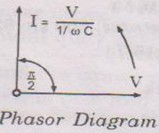 I = V / 1/ω C
π/2
V
Phasor Diagram